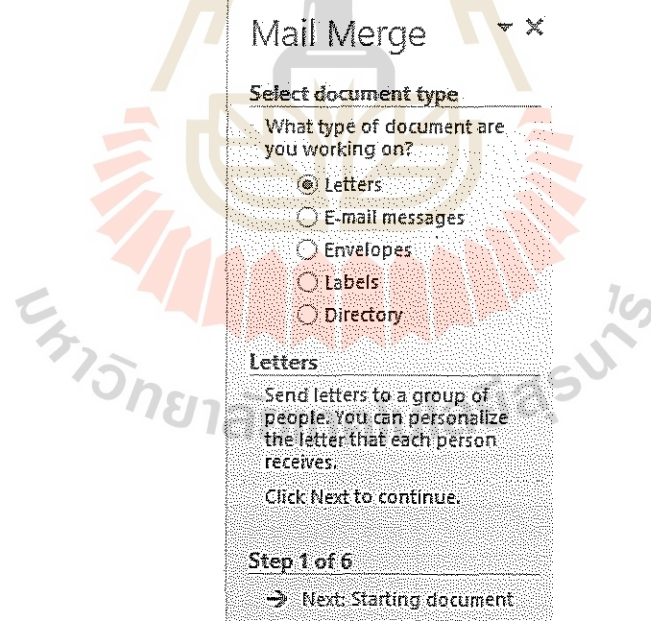 Mail Merge
Select document type
What type of document are
you working on?
Letters
E-mail messages
Envelopes
Labels
Directory
Letters
Send letters to a group of
people. You can personalize
the letter that each person
receives.
Click Next to continue.
Step 1 of 6
Next: Starting document